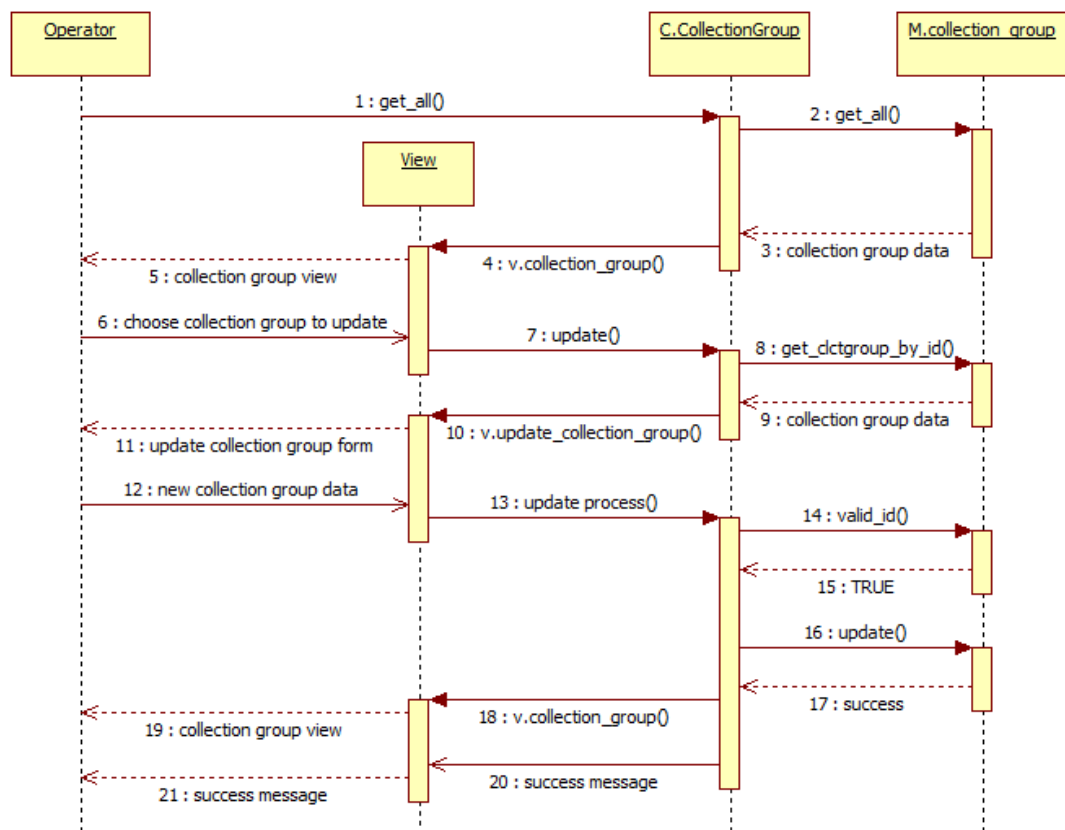 Operator
C.CollectionGroup
M.collection_group
1 : get_all()
2 : get_all()
View
3 : collection group data
4 : v.collection_group()
5 : collection group view
6 : choose collection group to update
7 : update()
8 : get_clctgroup_by_id()
9 : collection group data
10 : v.update_collection_group()
11 : update collection group form
12 : new collection group data
13 : update process()
14 : valid_id()
15 : TRUE
16 : update()
17 : success
18 : v.collection_group()
19 : collection group view
20 : success message
21 : success message